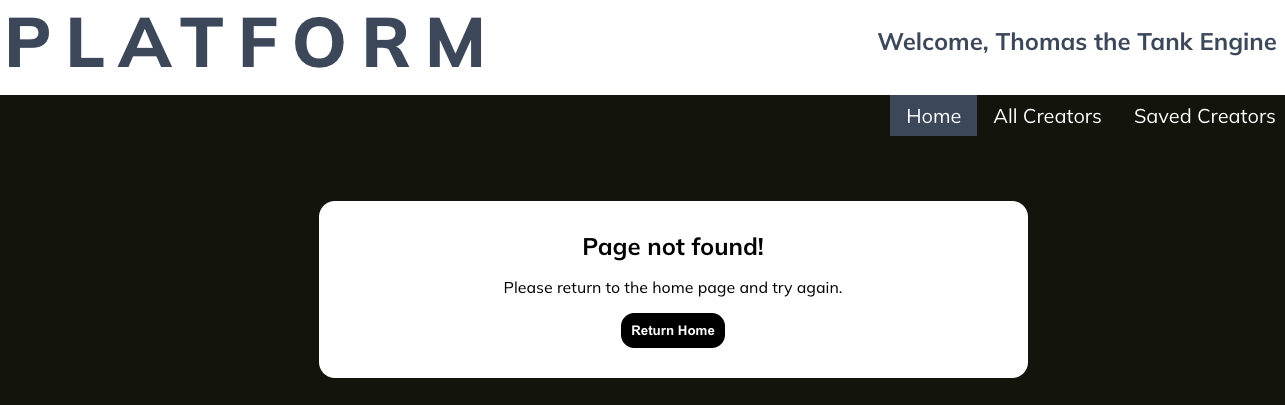 PLATFORM
Welcome, Thomas the Tank Engine
Home All Creators Saved Creators
Page not found!
Please return to the home page and try again.
Return Home